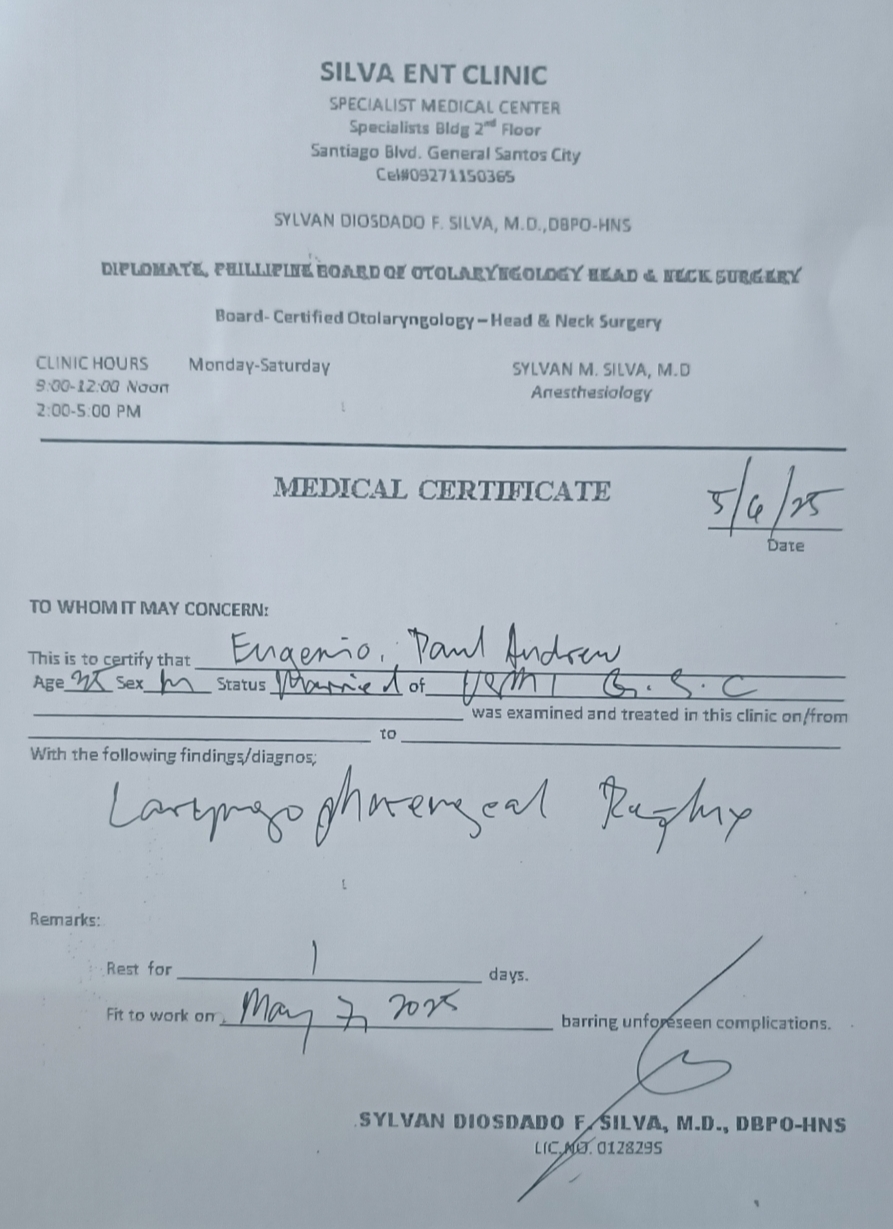 SILVA ENT CLINIC
SPECIALIST MEDICAL CENTER
Specialists Bldg 2nd Floor
Santiago Blvd. General Santos City
Cel#09271150365
SYLVAN DIOSDADO F. SILVA, M.D.,DBPO-HNS
DIPLOMATE, PHILLIPINE BOARD OF OTOLARYNGOLOGY HEAD & NECK SURGERY
Board- Certified Otolaryngology – Head & Neck Surgery
CLINIC HOURS Monday-Saturday SYLVAN M. SILVA, M.D
9:00-12:00 Noon Anesthesiology
2:00-5:00 PM
MEDICAL CERTIFICATE
5/6/25
Date
TO WHOM IT MAY CONCERN:
This is to certify that Eugenio, Paul Andrew
Age Sex M Status Married of G.S.C
was examined and treated in this clinic on/from
to
With the following findings/diagnos;
Laryngopharengeal
Remarks:
Rest for 1 days.
Fit to work on May 7, 2025 barring unforeseen complications.
SYLVAN DIOSDADO F. SILVA, M.D., DBPO-HNS
LIC.NO. 0128295